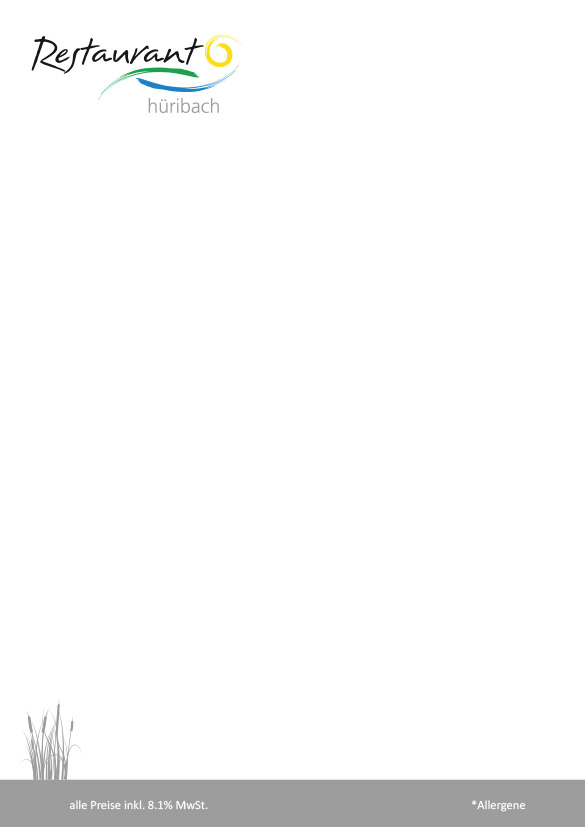 Restaurant
hüribach
alle Preise inkl. 8.1% MwSt.
*Allergene